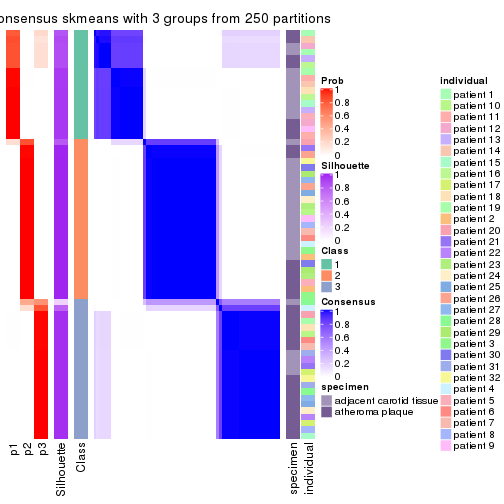 onsensus skmeans with 3 groups from 250 partitions
p1
p2
p3
Silhouette
Class
specimen
individual
Prob
1
0.8
0.6
0.4
0.2
0
Silhouette
1
0.8
0.6
0.4
0.2
0
Class
1
2
3
Consensus
1
0.8
0.6
0.4
0.2
0
specimen
adjacent carotid tissue
atheroma plaque
individual
patient 1
patient 10
patient 11
patient 12
patient 13
patient 14
patient 15
patient 16
patient 17
patient 18
patient 19
patient 2
patient 20
patient 21
patient 22
patient 23
patient 24
patient 25
patient 26
patient 27
patient 28
patient 29
patient 3
patient 30
patient 31
patient 32
patient 4
patient 5
patient 6
patient 7
patient 8
patient 9